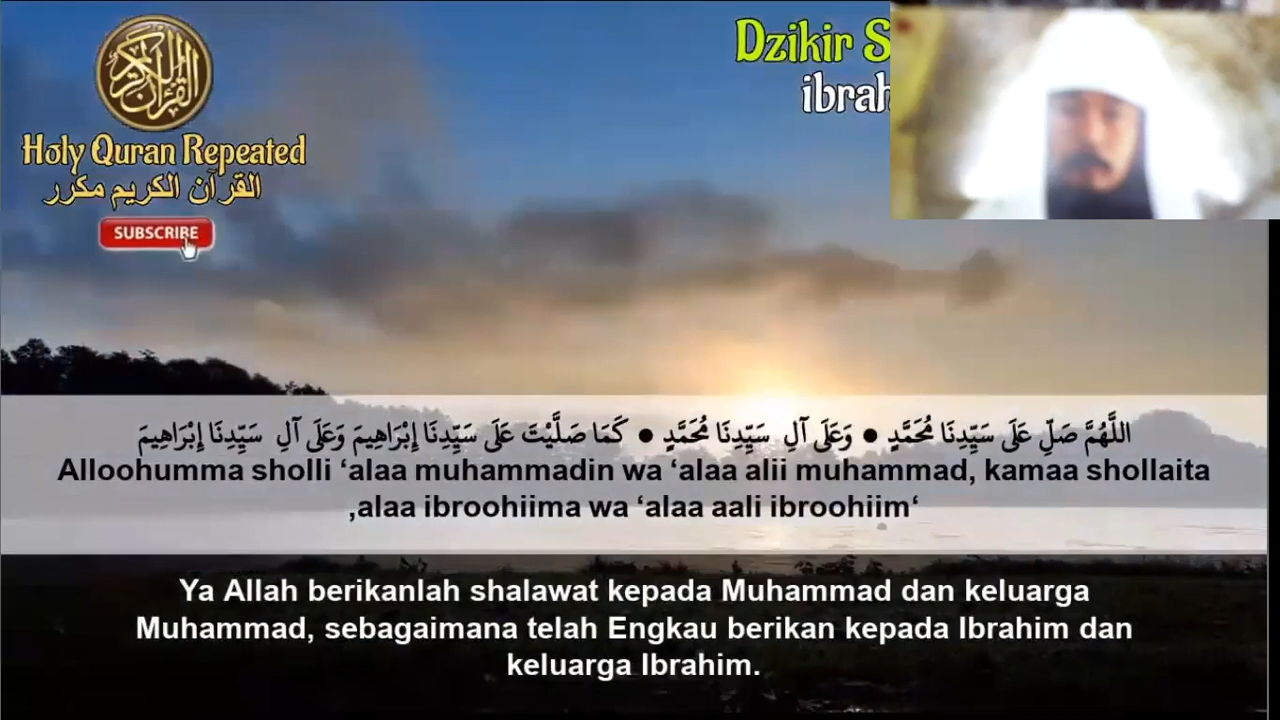 Holy Quran Repeated
القرآن الكريم مكرر
SUBSCRIBE
Dzikir
اللَّهُمَّ صَلِّ عَلَى سَيِّدِنَا مُحَمَّدٍ ● وَعَلَى آلِ سَيِّدِنَا مُحَمَّدٍ ● كَمَا صَلَّيْتَ عَلَى سَيِّدِنَا إِبْرَاهِيمَ وَعَلَى آلِ سَيِّدِنَا إِبْرَاهِيمَ
Alloohumma sholli ‘alaa muhammadin wa ‘alaa alii muhammad, kamaa shollaita
,alaa ibroohiima wa ‘alaa aali ibroohiim‘
Ya Allah berikanlah shalawat kepada Muhammad dan keluarga
Muhammad, sebagaimana telah Engkau berikan kepada Ibrahim dan
keluarga Ibrahim.